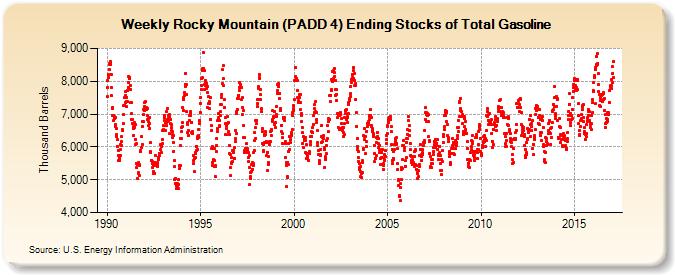 Weekly Rocky Mountain (PADD 4) Ending Stocks of Total Gasoline
Thousand Barrels
9,000
8,000
7,000
6,000
5,000
4,000
1990 1995 2000 2005 2010 2015
Source: U.S. Energy Information Administration